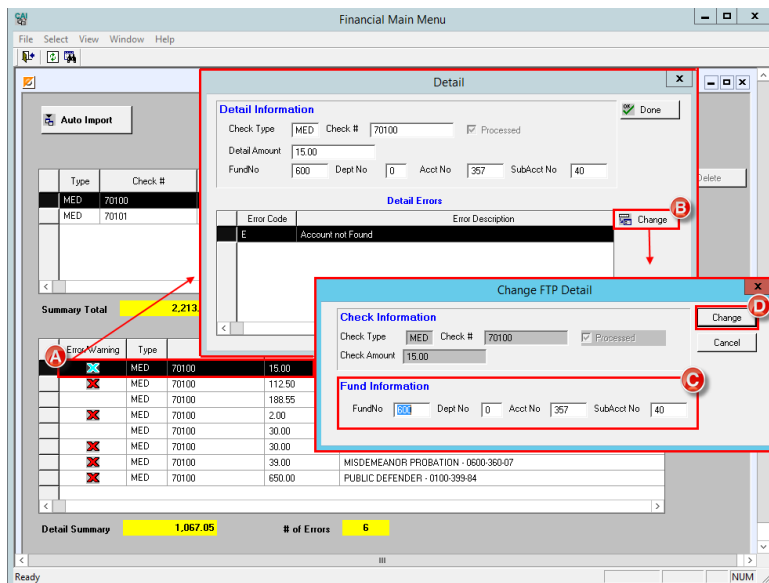 CAI
Financial Main Menu
File Select View Window Help
Detail
Auto Import
Detail Information
Done
Check Type MED Check # 70100 Processed
Detail Amount 15.00
FundNo 600 Dept No 0 Acct No 357 SubAcct No 40
Delete
Type Check #
MED 70100
MED 70101
Detail Errors
Error Code Error Description
Change
B
E Account not Found
Summary Total 2,213.
Change FTP Detail
D
Check Information
Change
Check Type MED Check # 70100 Processed
Cancel
Check Amount 15.00
Error/Warning Type
A
MED 70100 15.00
MED 70100 112.50
MED 70100 188.55
MED 70100 2.00
MED 70100 30.00
MED 70100 30.00
C
Fund Information
FundNo 600 Dept No 0 Acct No 357 SubAcct No 40
MED 70100 39.00 MISDEMEANOR PROBATION - 0600-360-07
MED 70100 650.00 PUBLIC DEFENDER - 0100-399-84
Detail Summary 1,067.05 # of Errors 6
Ready NUM